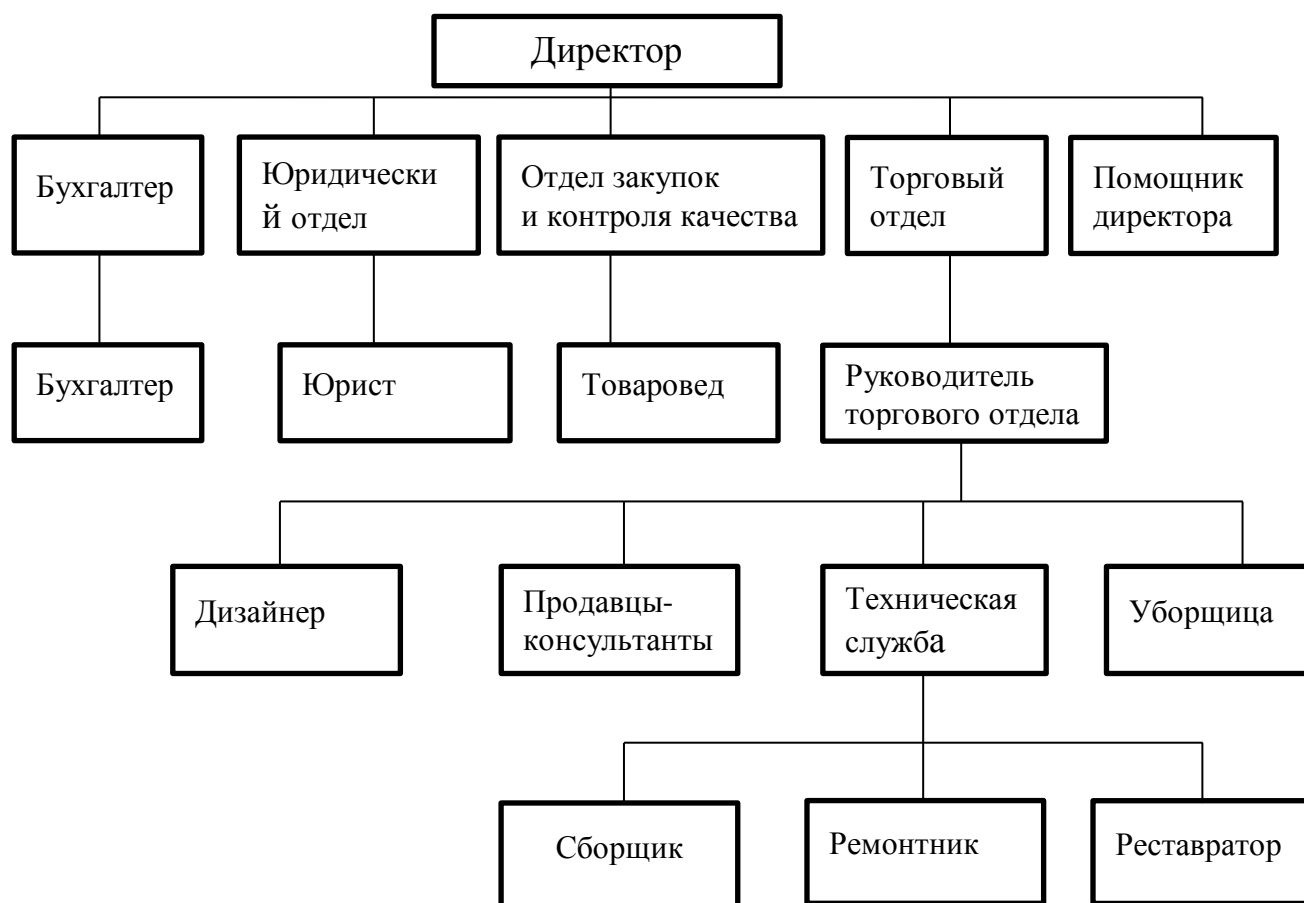 Директор
Бухгалтер
Юридически
й отдел
Отдел закупок
и контроля качества
Торговый
отдел
Помощник
директора
Бухгалтер
Юрист
Товаровед
Руководитель
торгового отдела
Дизайнер
Продавцы-
консультанты
Техническая
служба
Уборщица
Сборщик
Ремонтник
Реставратор